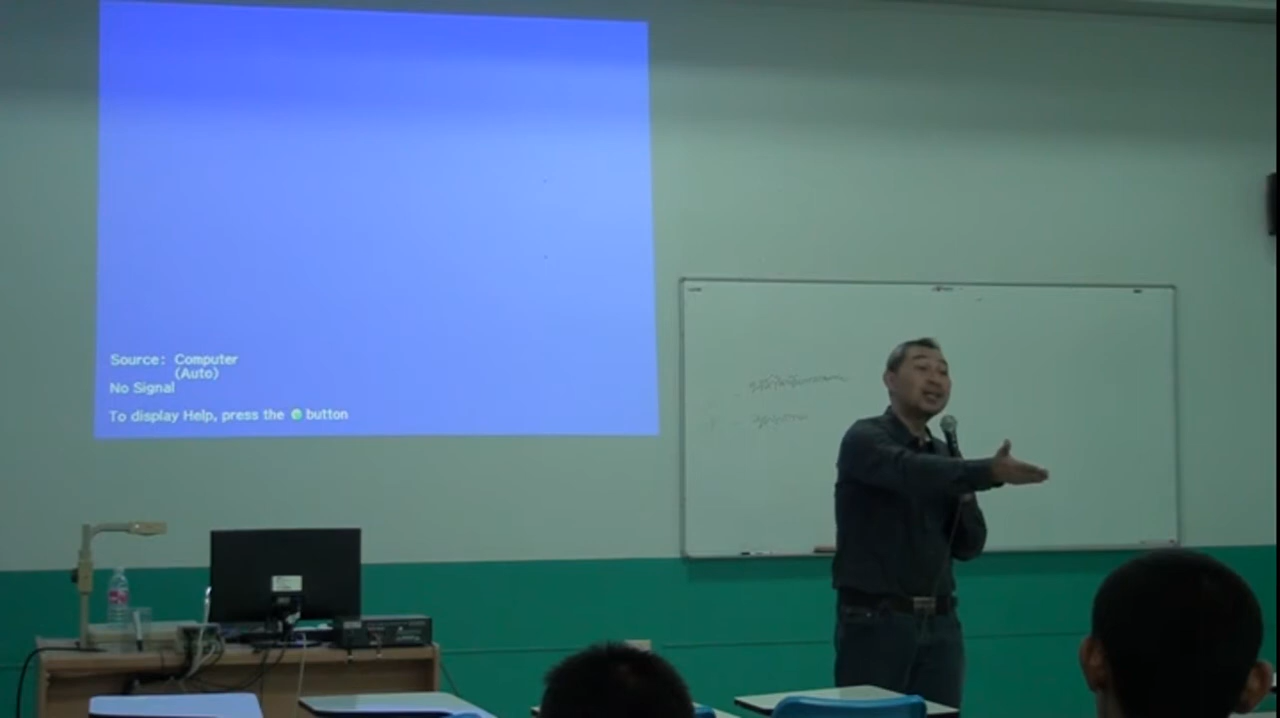 Source: Computer
(Auto)
No Signal
To display Help, press the button